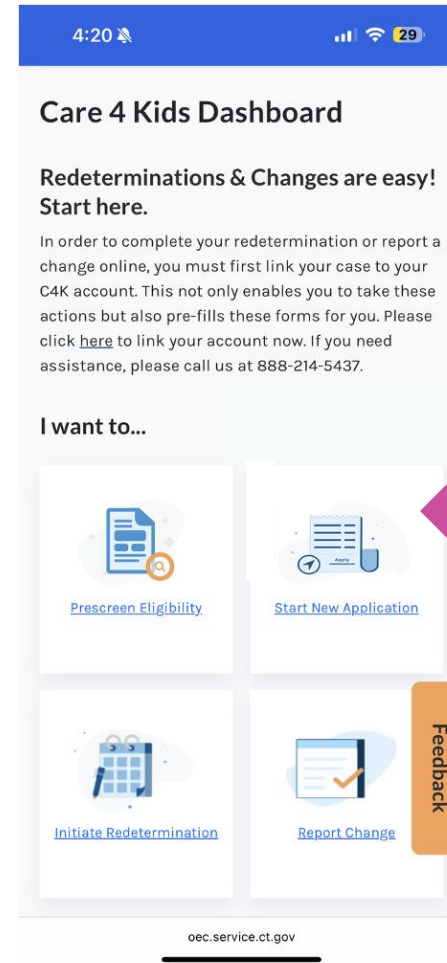 4:20
29
Care 4 Kids Dashboard
Redeterminations & Changes are easy!
Start here.
In order to complete your redetermination or report a
change online, you must first link your case to your
C4K account. This not only enables you to take these
actions but also pre-fills these forms for you. Please
click here to link your account now. If you need
assistance, please call us at 888-214-5437.
I want to...
Prescreen Eligibility
Apply
Start New Application
Initiate Redetermination
Report Change
Feedback
oec.service.ct.gov